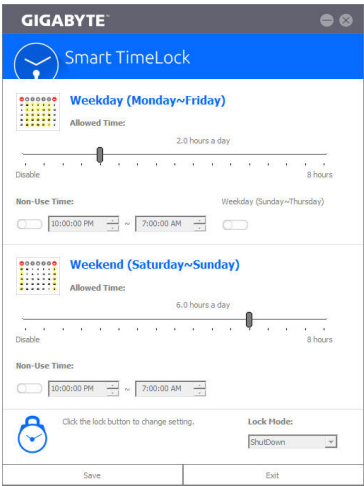 GIGABYTE™
Smart TimeLock
Weekday (Monday~Friday)
Allowed Time:
2.0 hours a day
Disable
8 hours
Non-Use Time:
Weekday (Sunday~Thursday)
10:00:00 PM ~ 7:00:00 AM
Weekend (Saturday~Sunday)
Allowed Time:
6.0 hours a day
Disable
8 hours
Non-Use Time:
10:00:00 PM ~ 7:00:00 AM
Click the lock button to change setting.
Lock Mode:
ShutDown
Save
Exit